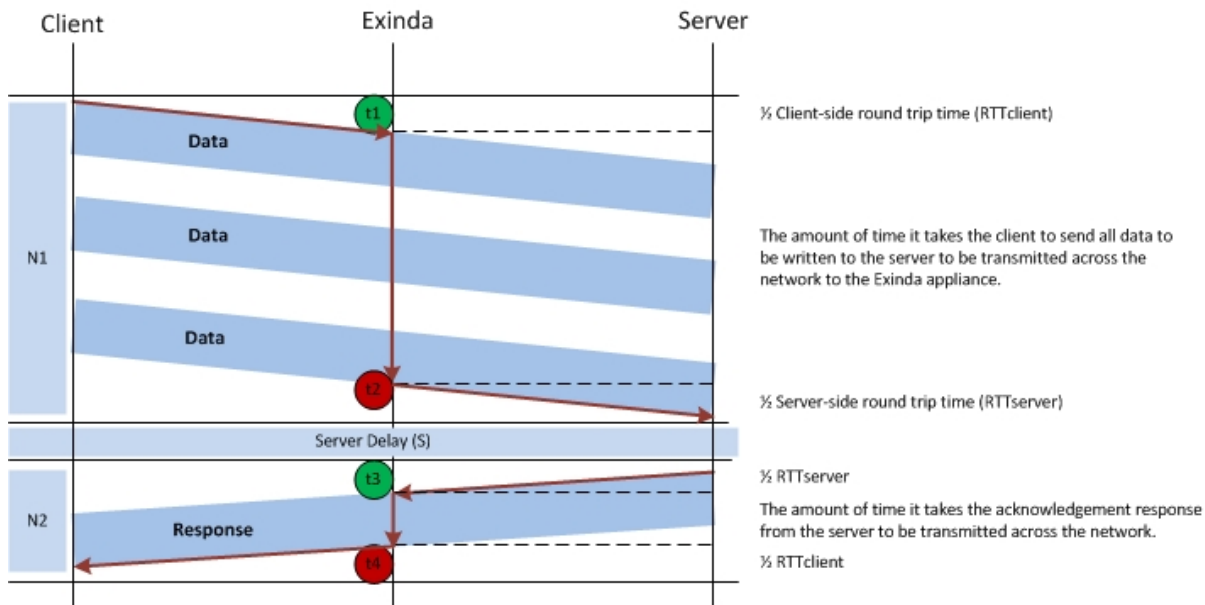 Client
Exinda
Server
t1
½ Client-side round trip time (RTTclient)
Data
Data
N1
The amount of time it takes the client to send all data to
be written to the server to be transmitted across the
network to the Exinda appliance.
Data
t2
½ Server-side round trip time (RTTserver)
Server Delay (S)
t3
½ RTTserver
N2
Response
The amount of time it takes the acknowledgement response
from the server to be transmitted across the network.
t4
½ RTTclient